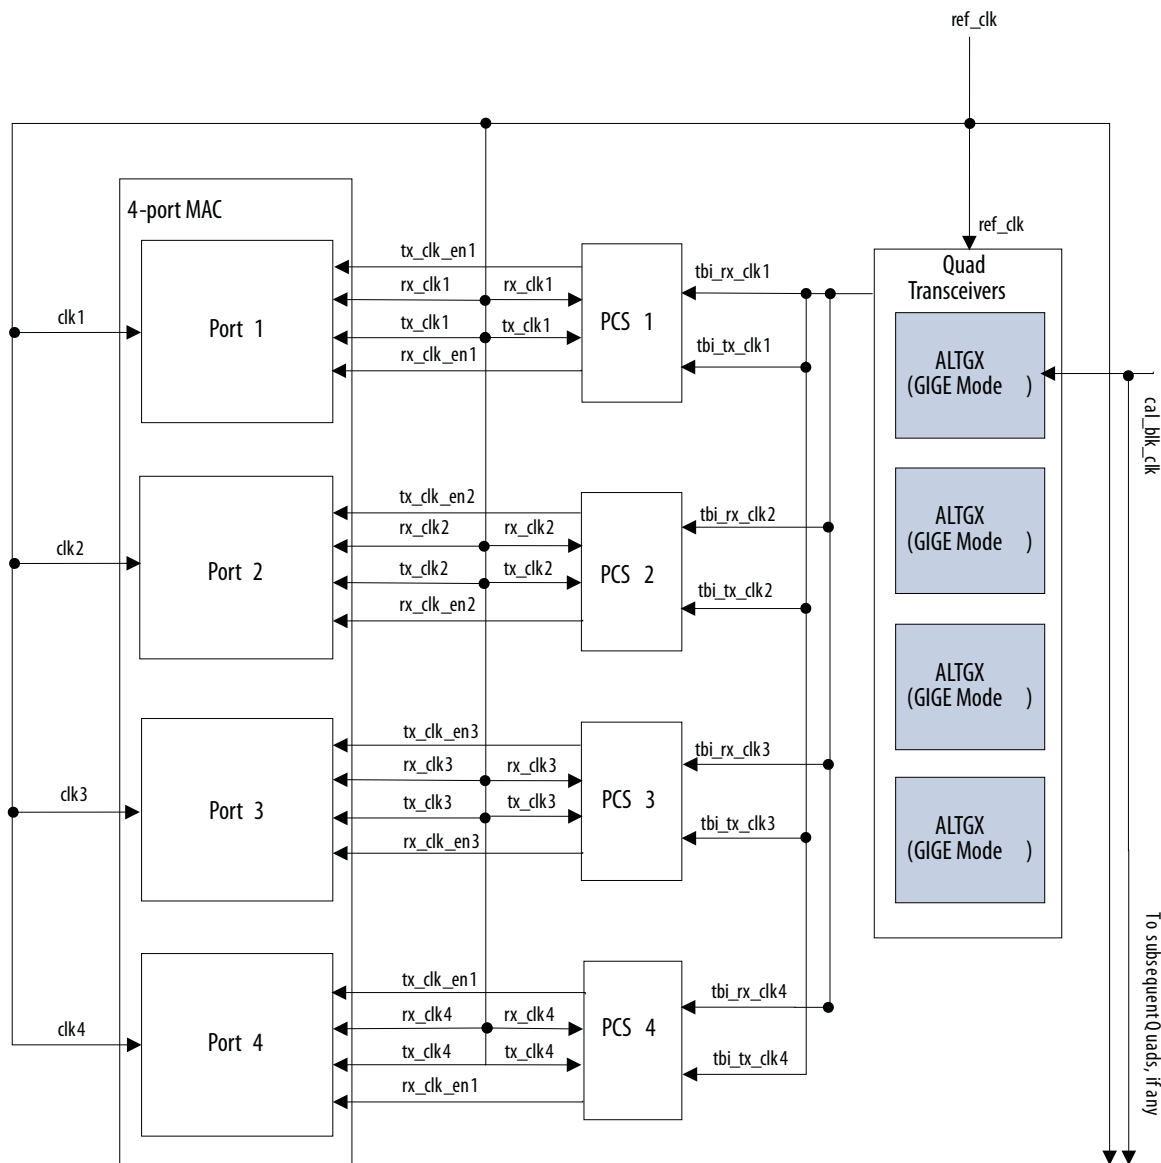 ref_clk
4-port MAC
ref_clk
Quad
Transceivers
tx_clk_en1
rx_clk1
rx_clk1
tbi_rx_clk1
clk1
Port 1
tx_clk1
tx_clk1
PCS 1
rx_clk_en1
tbi_tx_clk1
ALTGX
(GIGE Mode )
cal_blk_clk
tx_clk_en2
rx_clk2
rx_clk2
tbi_rx_clk2
clk2
Port 2
tx_clk2
tx_clk2
PCS 2
rx_clk_en2
tbi_tx_clk2
ALTGX
(GIGE Mode )
tx_clk_en3
rx_clk3
rx_clk3
tbi_rx_clk3
clk3
Port 3
tx_clk3
tx_clk3
PCS 3
rx_clk_en3
tbi_tx_clk3
ALTGX
(GIGE Mode )
ALTGX
(GIGE Mode )
tx_clk_en1
rx_clk4
rx_clk4
tbi_rx_clk4
clk4
Port 4
tx_clk4
tx_clk4
PCS 4
rx_clk_en1
tbi_tx_clk4
To subsequent Quads, if any